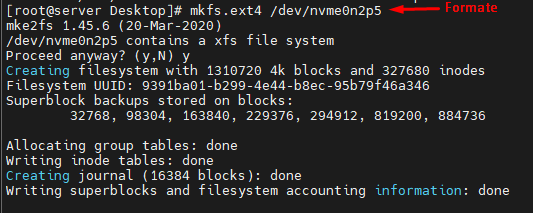 [root@server Desktop]# mkfs.ext4 /dev/nvme0n2p5 Formate
mke2fs 1.45.6 (20-Mar-2020)
/dev/nvme0n2p5 contains a xfs file system
Proceed anyway? (y,N) y
Creating filesystem with 1310720 4k blocks and 327680 inodes
Filesystem UUID: 9391ba01-b299-4e44-b8ec-95b79f46a346
Superblock backups stored on blocks:
32768, 98304, 163840, 229376, 294912, 819200, 884736
Allocating group tables: done
Writing inode tables: done
Creating journal (16384 blocks): done
Writing superblocks and filesystem accounting information: done